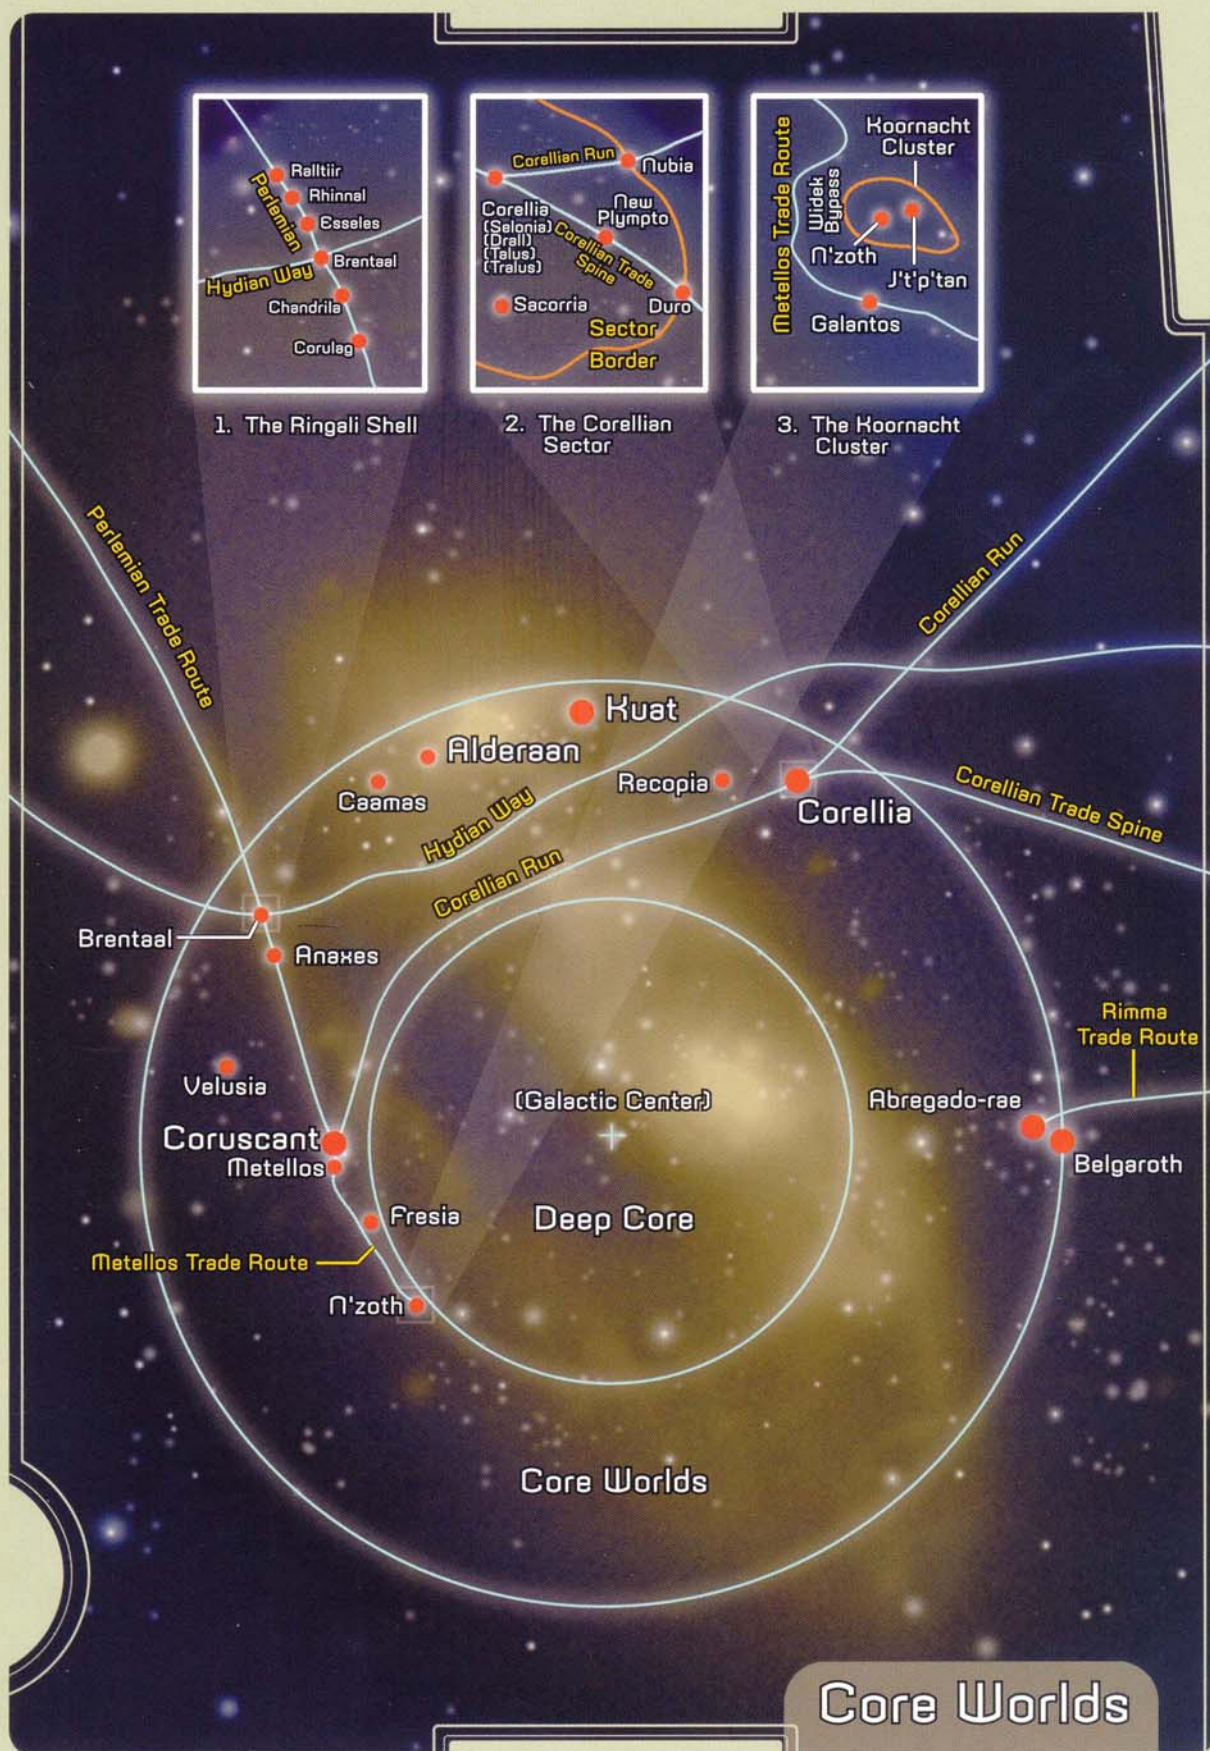 Ralltiir
Rhinnal
Perlemian
Esseles
Brentaal
Hydian Way
Chandrila
Corulag
1. The Ringali Shell
Corellian Run
Nubia
Corellia
(Selonia)
(Drall)
(Talus)
(Tralus)
New
Plympto
Corellian Trade
Spine
Sacorria
Duro
Sector
Border
2. The Corellian
Sector
Metellos Trade Route
Koornacht
Cluster
Widek
Bypass
N'zoth
J't'p'tan
Galantos
3. The Koornacht
Cluster
Perlemian Trade Route
Corellian Run
Kuat
Alderaan
Caamas
Recopia
Corellia
Corellian Trade Spine
Hydian Way
Corellian Run
Brentaal
Anaxes
Rimma
Trade Route
Velusia
(Galactic Center)
Abregado-rae
Coruscant
Metellos
Belgaroth
Fresia
Deep Core
Metellos Trade Route
N'zoth
Core Worlds
Core Worlds